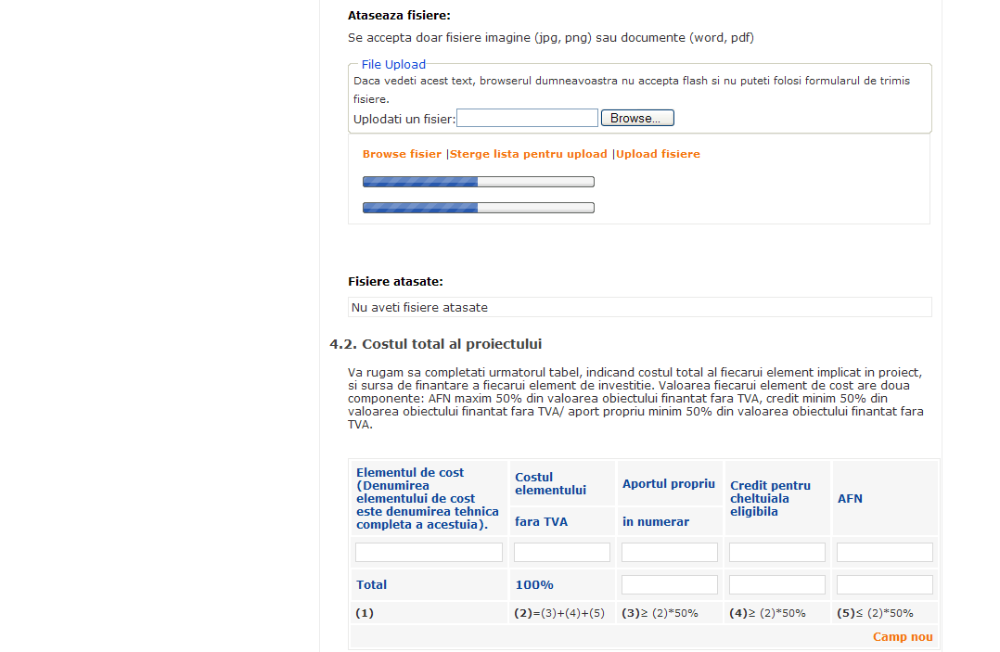 Ataseaza fisiere:
Se accepta doar fisiere imagine (jpg, png) sau documente (word, pdf)
File Upload
Daca vedeti acest text, browserul dumneavoastra nu accepta flash si nu puteti folosi formularul de trimis
fisiere.
Uplodati un fisier: Browse...
Browse fisier |Sterge lista pentru upload |Upload fisiere
Fisiere atasate:
Nu aveti fisiere atasate
4.2. Costul total al proiectului
Va rugam sa completati urmatorul tabel, indicand costul total al fiecarui element implicat in proiect,
si sursa de finantare a fiecarui element de investitie. Valoarea fiecarui element de cost are doua
componente: AFN maxim 50% din valoarea obiectului finantat fara TVA, credit minim 50% din
valoarea obiectului finantat fara TVA/ aport propriu minim 50% din valoarea obiectului finantat fara
TVA.
Elementul de cost
(Denumirea
elementului de cost
este denumirea tehnica
completa a acestuia).
Costul
elementului
fara TVA
Aportul propriu
in numerar
Credit pentru
cheltuiala
eligibila
AFN
Total 100%
(1) (2)=(3)+(4)+(5) (3)≥ (2)*50% (4)≥ (2)*50% (5)≤ (2)*50%
Camp nou